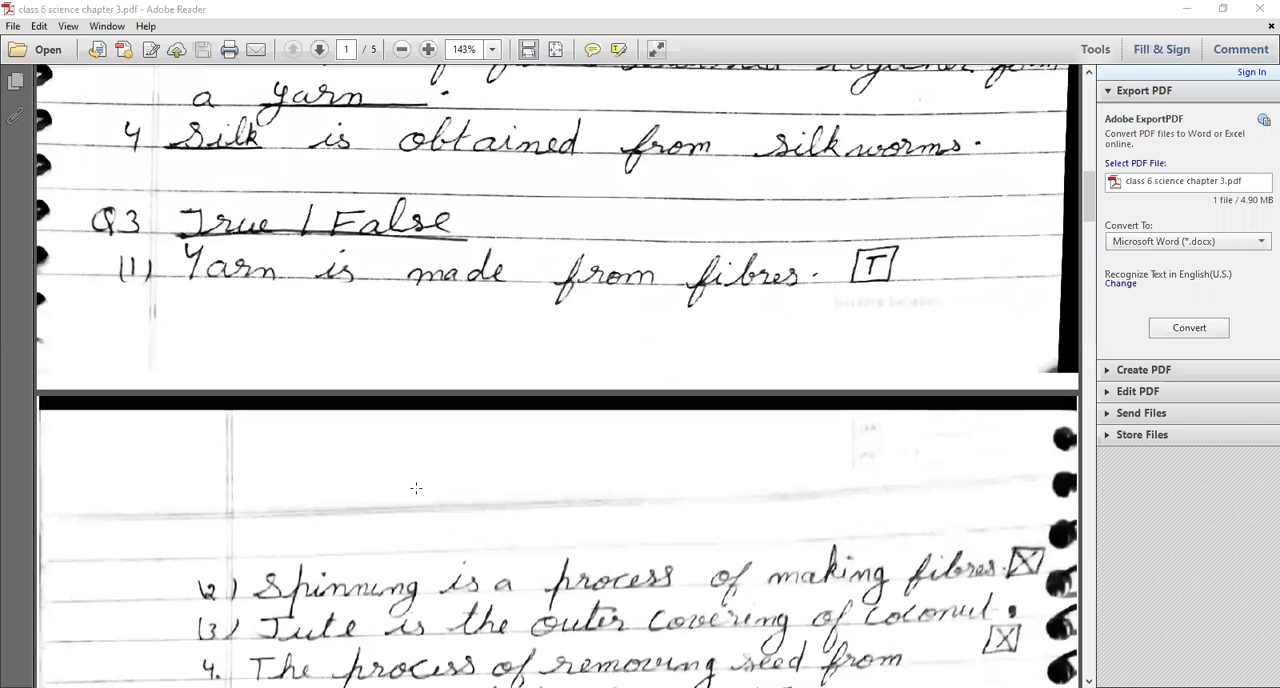 class 6 science chapter 3.pdf - Adobe Reader
File Edit View Window Help
Open 1 / 5 143% Tools Fill & Sign Comment
Sign In
Export PDF
Adobe ExportPDF
Convert PDF files to Word or Excel
online.
Select PDF File:
class 6 science chapter 3.pdf
1 file / 4.90 MB
Convert To:
Microsoft Word (*.docx)
Recognize Text in English(U.S.)
Change
Convert
Create PDF
Edit PDF
Send Files
Store Files
together form
a yarn .
4 Silk is obtained from silkworms.
Q3 True / False
(1) Yarn is made from fibres. T
(2) Spinning is a process of making fibres. X
(3) Jute is the outer covering of coconut.
X
4. The process of removing seed from